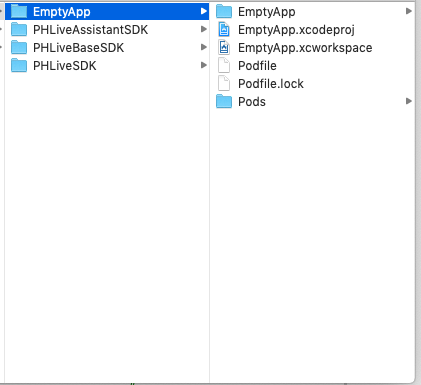 EmptyApp
PHLiveAssistantSDK
PHLiveBaseSDK
PHLiveSDK
EmptyApp
EmptyApp.xcodeproj
EmptyApp.xcworkspace
Podfile
Podfile.lock
Pods